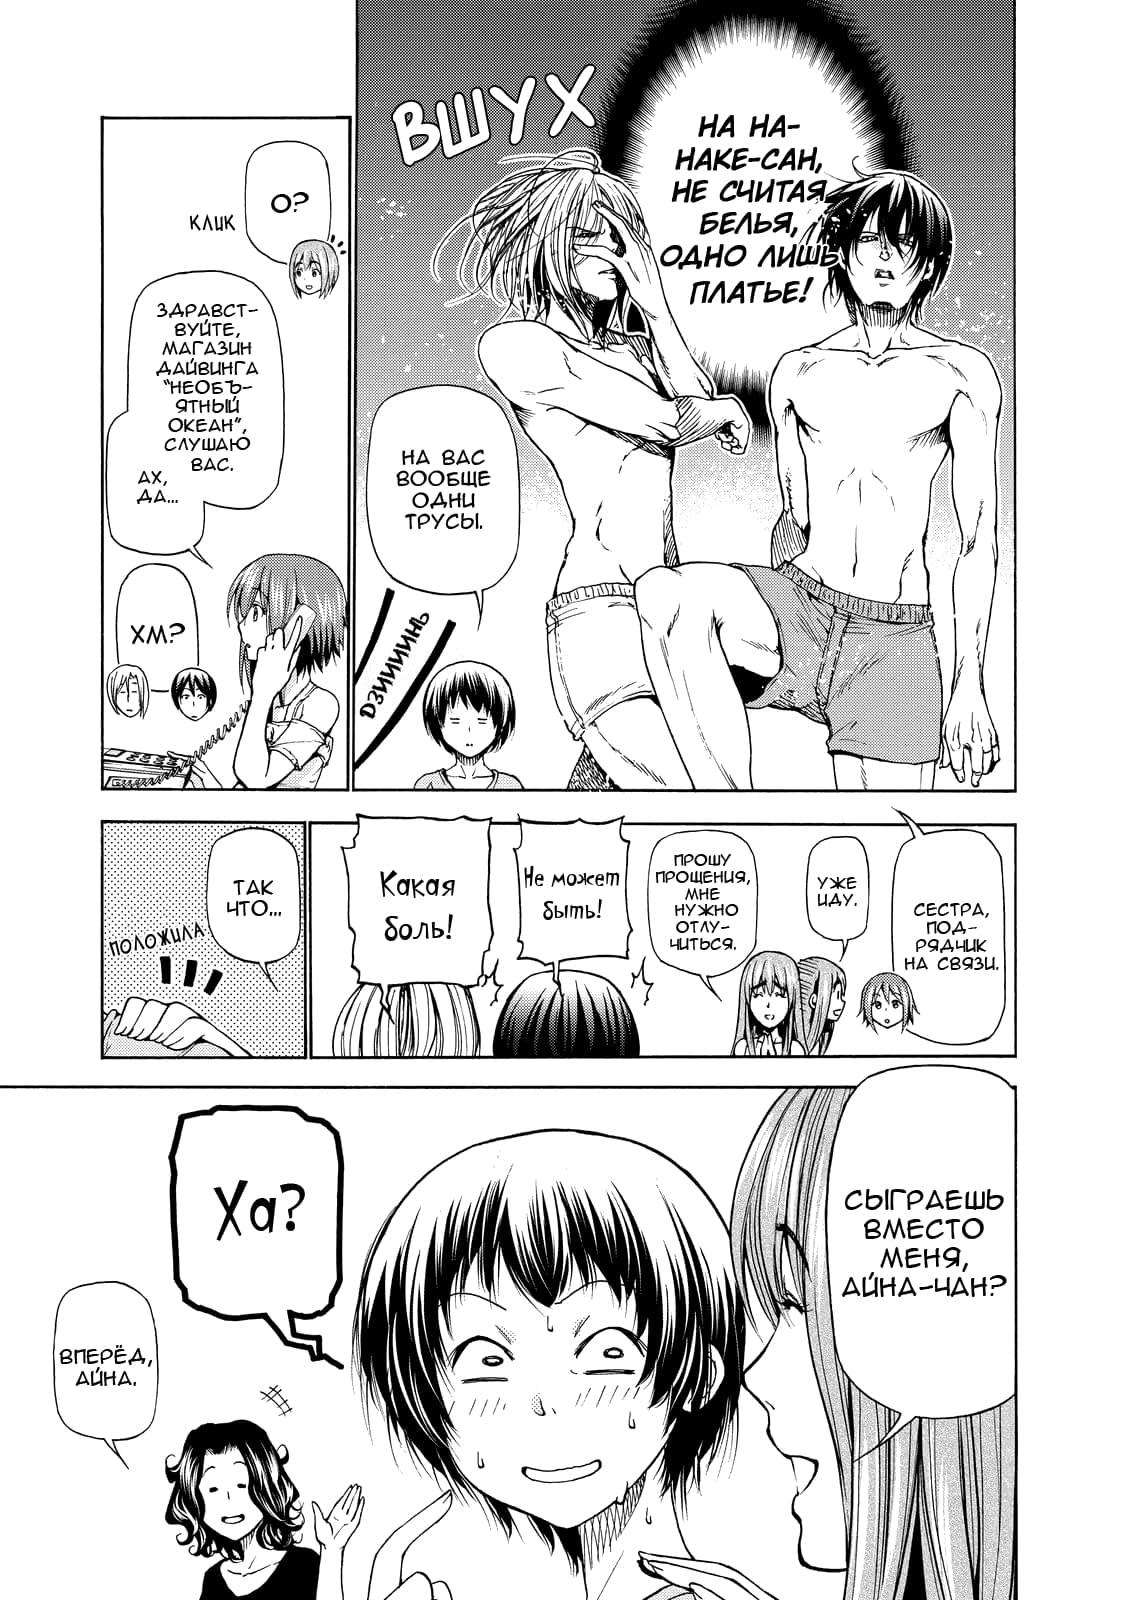 НА НА-
НАКЕ-САН,
НЕ СЧИТАЯ
БЕЛЬЯ,
ОДНО ЛИШЬ
ПЛАТЬЕ!
ВШУХ
НА ВАС
ВООБЩЕ
ОДНИ
ТРУСЫ.
ДЗИИИИИНЬ
О?
КЛИК
ЗДРАВСТ-
ВУЙТЕ,
МАГАЗИН
ДАЙВИНГА
"НЕОБЪ-
ЯТНЫЙ
ОКЕАН",
СЛУШАЮ
ВАС.
АХ,
ДА...
ХМ?
СЕСТРА,
ПОД-
РЯДЧИК
НА СВЯЗИ.
УЖЕ
ИДУ.
ПРОШУ
ПРОЩЕНИЯ,
МНЕ
НУЖНО
ОТЛУ-
ЧИТЬСЯ.
Не может
быть!
Какая
боль!
ТАК
ЧТО...
ПОЛОЖИЛА
СЫГРАЕШЬ
ВМЕСТО
МЕНЯ,
АЙНА-ЧАН?
Ха?
ВПЕРЁД,
АЙНА.